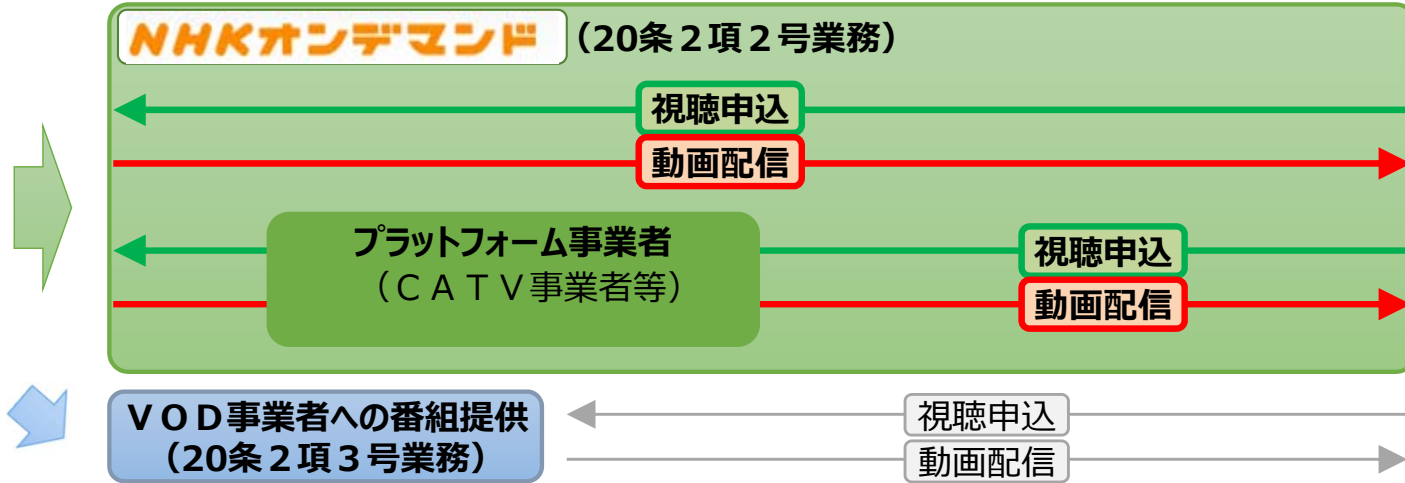 NHKオンデマンド（20条２項２号業務）
視聴申込
動画配信
プラットフォーム事業者
（ＣＡＴＶ事業者等）
視聴申込
動画配信
ＶＯＤ事業者への番組提供
（20条２項３号業務）
視聴申込
動画配信